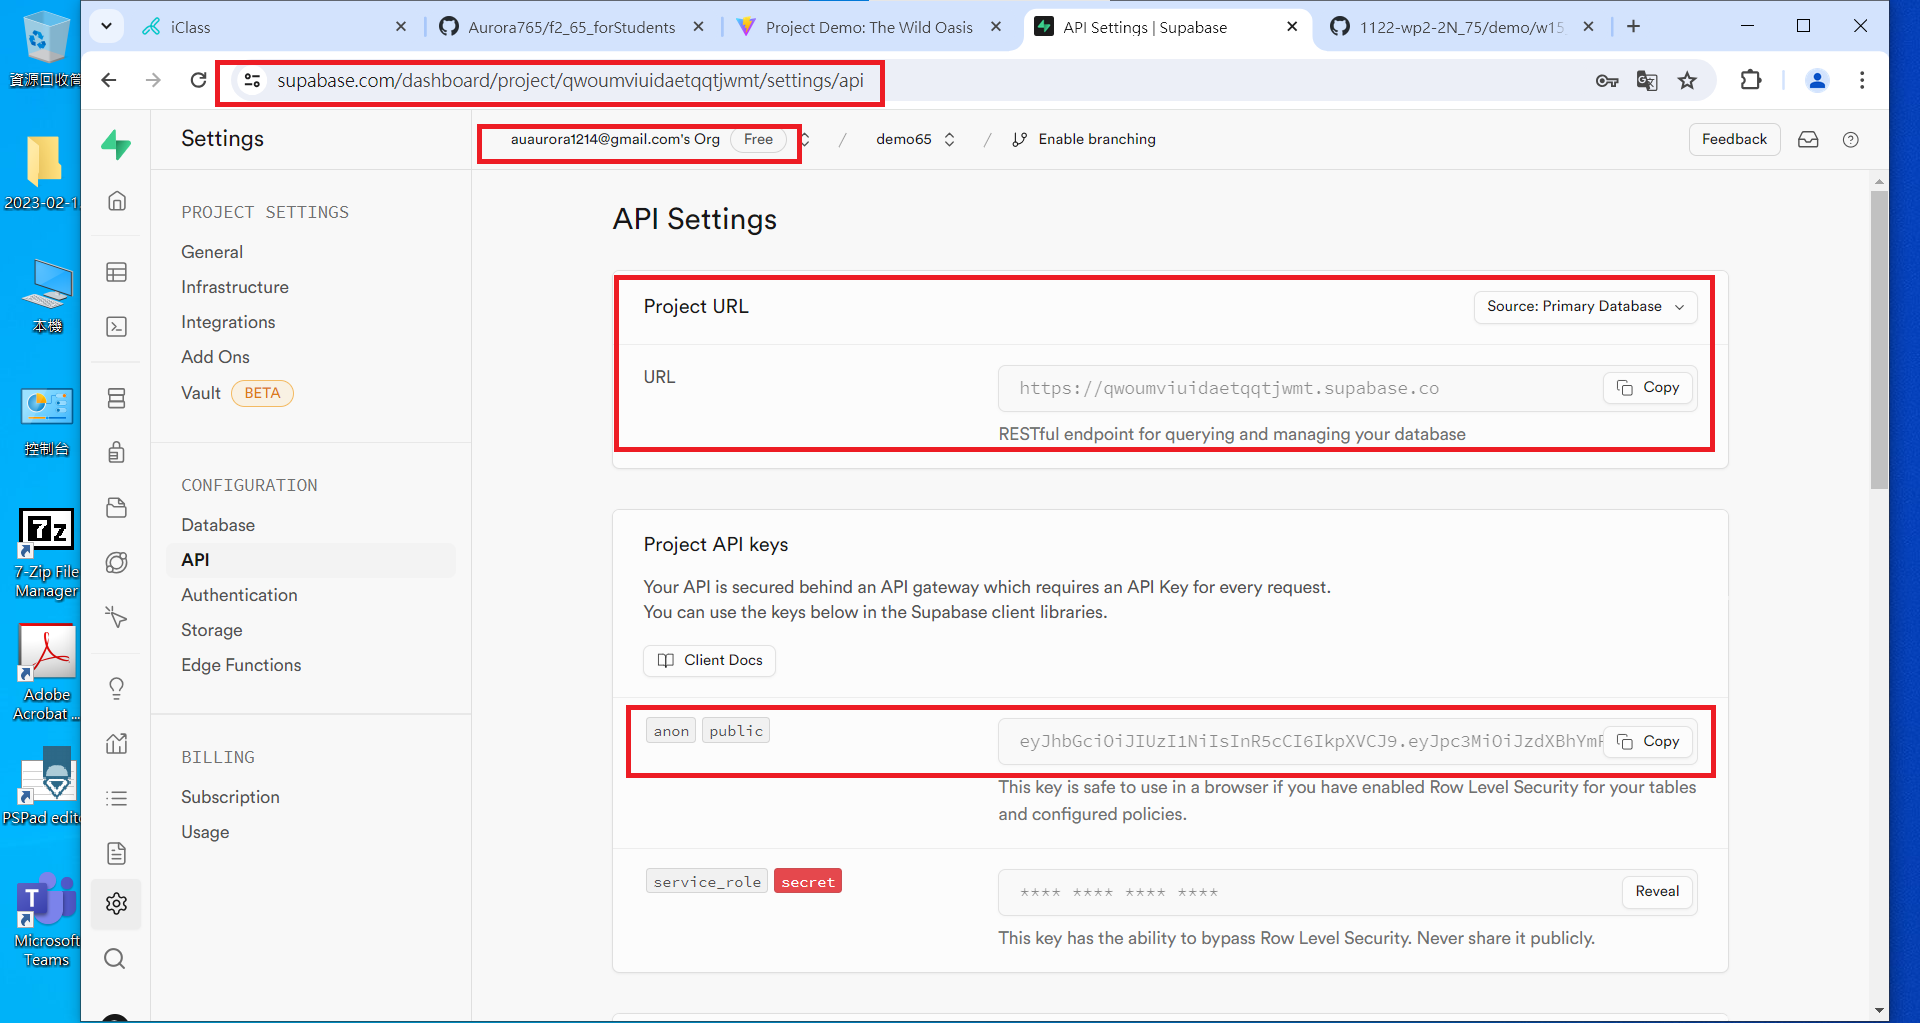 資源回收筒
2023-02-1
本機
控制台
7-Zip File
Manager
Adobe
Acrobat ...
PSPad edit
Microsoft
Teams
iClass
Aurora765/f2_65_forStudents
Project Demo: The Wild Oasis
API Settings | Supabase
1122-wp2-2N_75/demo/w15
supabase.com/dashboard/project/qwoumviuidaetqqtjwmt/settings/api
Settings
auaurora1214@gmail.com's Org Free / demo65 / Enable branching
Feedback
PROJECT SETTINGS
General
Infrastructure
Integrations
Add Ons
Vault BETA
CONFIGURATION
Database
API
Authentication
Storage
Edge Functions
BILLING
Subscription
Usage
API Settings
Project URL
Source: Primary Database
URL
https://qwoumviuidaetqqtjwmt.supabase.co
Copy
RESTful endpoint for querying and managing your database
Project API keys
Your API is secured behind an API gateway which requires an API Key for every request.
You can use the keys below in the Supabase client libraries.
Client Docs
anon public
eyJhbGciOiJIUzI1NiIsInR5cCI6IkpXVCJ9.eyJpc3MiOiJzdXBhYmF
Copy
This key is safe to use in a browser if you have enabled Row Level Security for your tables
and configured policies.
service_role secret
**** **** **** ****
Reveal
This key has the ability to bypass Row Level Security. Never share it publicly.